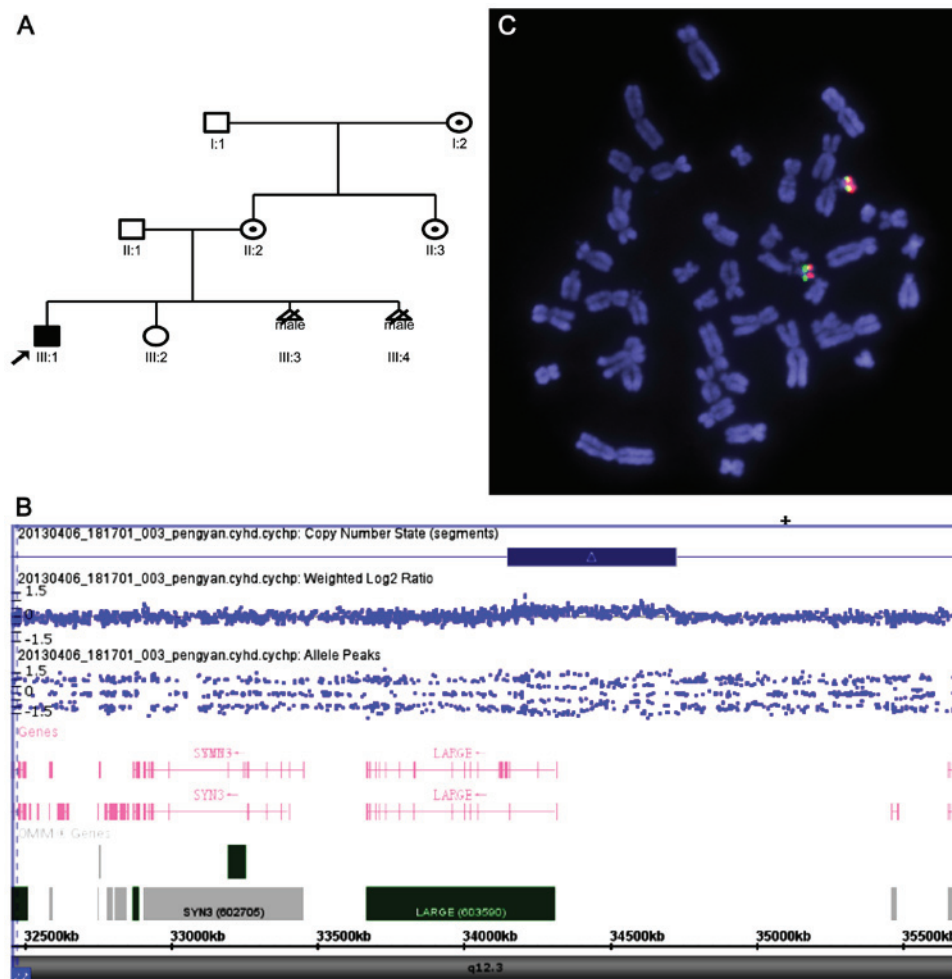 A
C
I:1
I:2
II:1
II:2
II:3
male
male
III:1
III:2
III:3
III:4
B
20130406_181701_003_pengyan.cyhd.cychp: Copy Number State (segments)
20130406_181701_003_pengyan.cyhd.cychp: Weighted Log2 Ratio
1.5
0
-1.5
20130406_181701_003_pengyan.cyhd.cychp: Allele Peaks
1.5
0
-1.5
Genes
SYMN3← LARGE←
SYN3← LARGE←
Genes
SYN3 (602705) LARGE (603590)
32500kb 33000kb 33500kb 34000kb 34500kb 35000kb 35500kb
q12.3